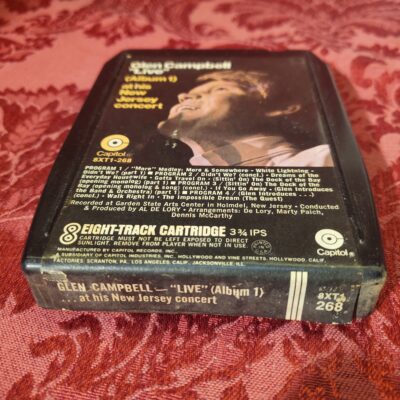 Glen Campbell
"Live"
(Album 1)
at his
New
Jersey
concert
Capitol
8XT1-268
PROGRAM 1 / "More" Medley: More & Somewhere - White Lightning -
Didn't We? (part 1) ■ PROGRAM 2 / Didn't We? (concl.) - Dreams of the
Everyday Housewife - Gotta Travel On - (Sittin' On) The Dock of the Bay
(opening monolog; part 1) ■ PROGRAM 3 / (Sittin' On) The Dock of the
Bay (opening monolog & song) (concl.) - If You Go Away - (Glen Introduces
the Band & Orchestra) (part 1) ■ PROGRAM 4 / (Glen Introduces . . .)
(concl.) - Walk Right In - The Impossible Dream (The Quest)
Recorded at Garden State Arts Center in Holmdel, New Jersey - Conducted
& Produced by AL DE LORY - Arrangements: De Lory, Marty Paich,
Dennis McCarthy
8 EIGHT-TRACK CARTRIDGE 3¾ IPS
CARTRIDGE MUST NOT BE LEFT EXPOSED TO DIRECT
SUNLIGHT. REMOVE FROM PLAYER WHEN NOT IN USE.
MANUFACTURED BY CAPITOL RECORDS, INC.,
A SUBSIDIARY OF CAPITOL INDUSTRIES, INC., HOLLYWOOD AND VINE STREETS, HOLLYWOOD, CALIF.
FACTORIES: SCRANTON, PA. LOS ANGELES, CALIF. JACKSONVILLE, ILL.
Capitol
GLEN CAMPBELL — "LIVE" (Album 1)
. . . at his New Jersey concert
8XT1
268